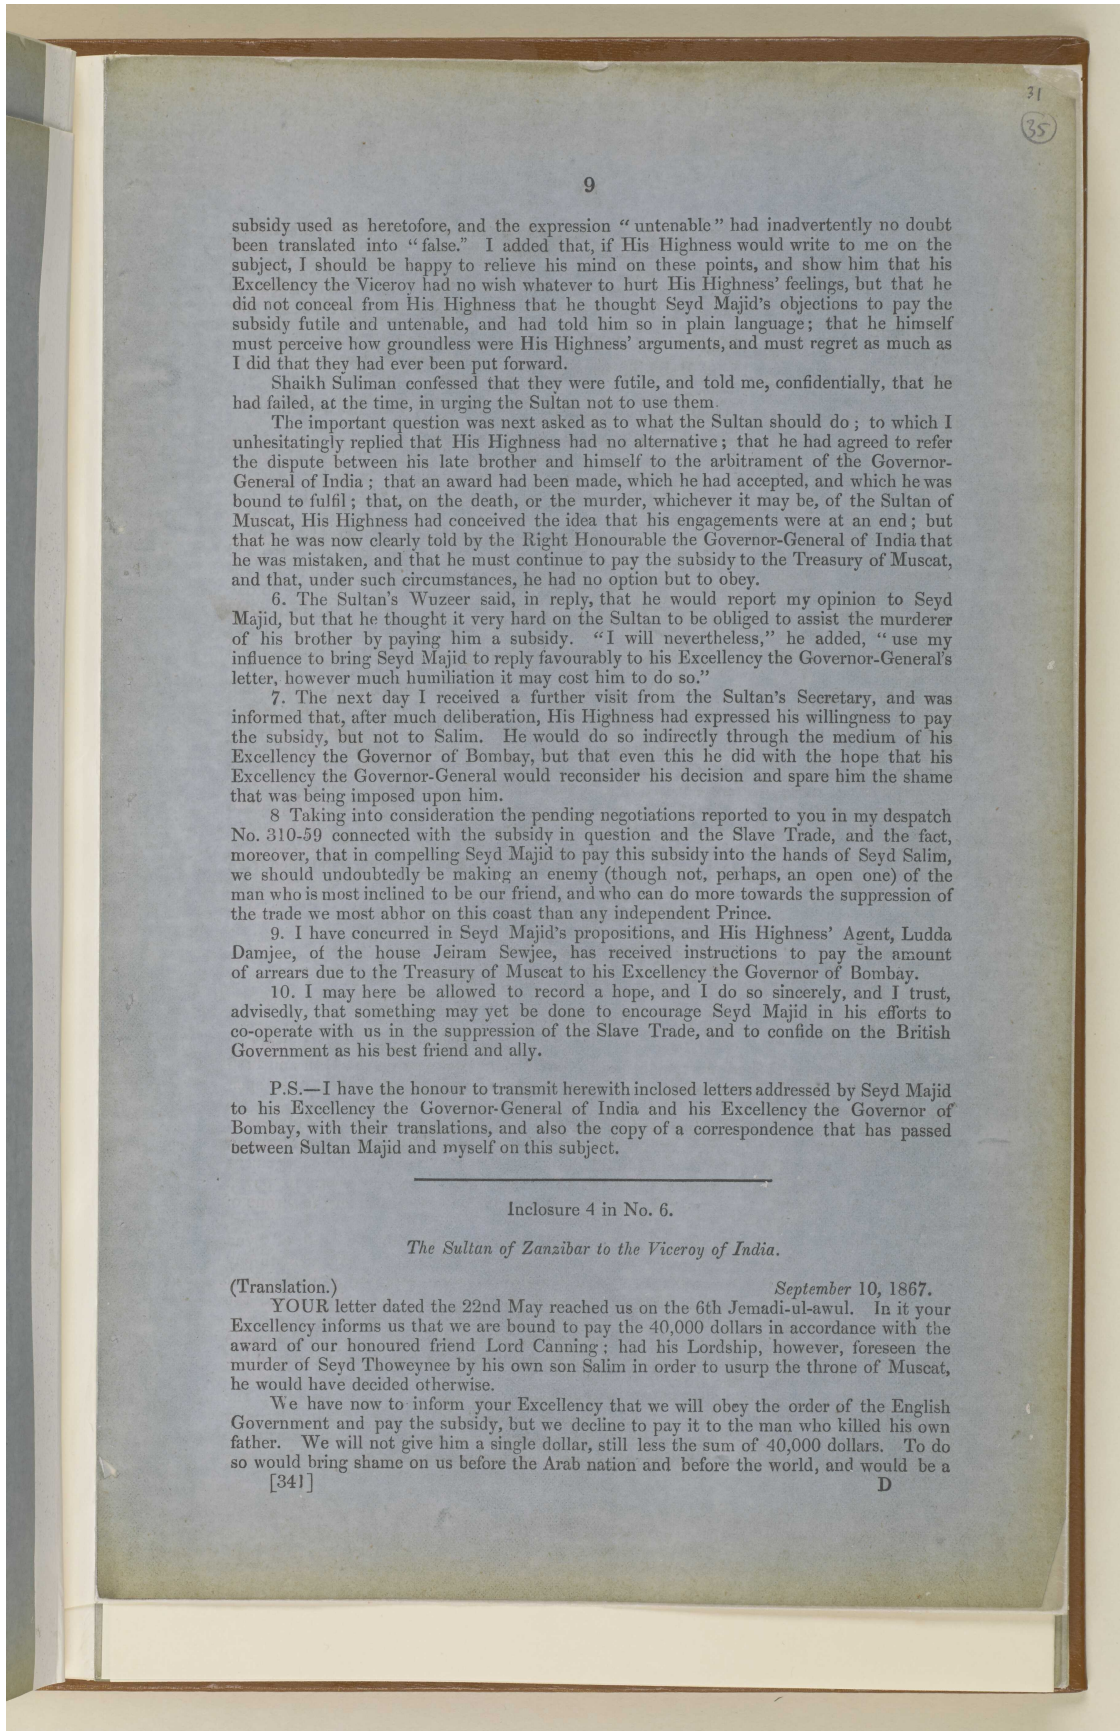 31
35
9
subsidy used as heretofore, and the expression “ untenable ” had inadvertently no doubt
been translated into “ false.” I added that, if His Highness would write to me on the
subject, I should be happy to relieve his mind on these points, and show him that his
Excellency the Viceroy had no wish whatever to hurt His Highness’ feelings, but that he
did not conceal from His Highness that he thought Seyd Majid’s objections to pay the
subsidy futile and untenable, and had told him so in plain language; that he himself
must perceive how groundless were His Highness’ arguments, and must regret as much as
I did that they had ever been put forward.
Shaikh Suliman confessed that they were futile, and told me, confidentially, that he
had failed, at the time, in urging the Sultan not to use them.
The important question was next asked as to what the Sultan should do ; to which I
unhesitatingly replied that His Highness had no alternative ; that he had agreed to refer
the dispute between his late brother and himself to the arbitrament of the Governor-
General of India ; that an award had been made, which he had accepted, and which he was
bound to fulfil ; that, on the death, or the murder, whichever it may be, of the Sultan of
Muscat, His Highness had conceived the idea that his engagements were at an end ; but
that he was now clearly told by the Right Honourable the Governor-General of India that
he was mistaken, and that he must continue to pay the subsidy to the Treasury of Muscat,
and that, under such circumstances, he had no option but to obey.
6. The Sultan’s Wuzeer said, in reply, that he would report my opinion to Seyd
Majid, but that he thought it very hard on the Sultan to be obliged to assist the murderer
of his brother by paying him a subsidy. “I will nevertheless,” he added, “ use my
influence to bring Seyd Majid to reply favourably to his Excellency the Governor-General’s
letter, however much humiliation it may cost him to do so.”
7. The next day I received a further visit from the Sultan’s Secretary, and was
informed that, after much deliberation, His Highness had expressed his willingness to pay
the subsidy, but not to Salim. He would do so indirectly through the medium of his
Excellency the Governor of Bombay, but that even this he did with the hope that his
Excellency the Governor-General would reconsider his decision and spare him the shame
that was being imposed upon him.
8 Taking into consideration the pending negotiations reported to you in my despatch
No. 310-59 connected with the subsidy in question and the Slave Trade, and the fact,
moreover, that in compelling Seyd Majid to pay this subsidy into the hands of Seyd Salim,
we should undoubtedly be making an enemy (though not, perhaps, an open one) of the
man who is most inclined to be our friend, and who can do more towards the suppression of
the trade we most abhor on this coast than any independent Prince.
9. I have concurred in Seyd Majid’s propositions, and His Highness’ Agent, Ludda
Damjee, of the house Jeiram Sewjee, has received instructions to pay the amount
of arrears due to the Treasury of Muscat to his Excellency the Governor of Bombay.
10. I may here be allowed to record a hope, and I do so sincerely, and I trust,
advisedly, that something may yet be done to encourage Seyd Majid in his efforts to
co-operate with us in the suppression of the Slave Trade, and to confide on the British
Government as his best friend and ally.
P.S.—I have the honour to transmit herewith inclosed letters addressed by Seyd Majid
to his Excellency the Governor-General of India and his Excellency the Governor of
Bombay, with their translations, and also the copy of a correspondence that has passed
between Sultan Majid and myself on this subject.
Inclosure 4 in No. 6.
The Sultan of Zanzibar to the Viceroy of India.
(Translation.) September 10, 1867.
YOUR letter dated the 22nd May reached us on the 6th Jemadi-ul-awul. In it your
Excellency informs us that we are bound to pay the 40,000 dollars in accordance with the
award of our honoured friend Lord Canning ; had his Lordship, however, foreseen the
murder of Seyd Thoweynee by his own son Salim in order to usurp the throne of Muscat,
he would have decided otherwise.
We have now to inform your Excellency that we will obey the order of the English
Government and pay the subsidy, but we decline to pay it to the man who killed his own
father. We will not give him a single dollar, still less the sum of 40,000 dollars. To do
so would bring shame on us before the Arab nation and before the world, and would be a
[341] D